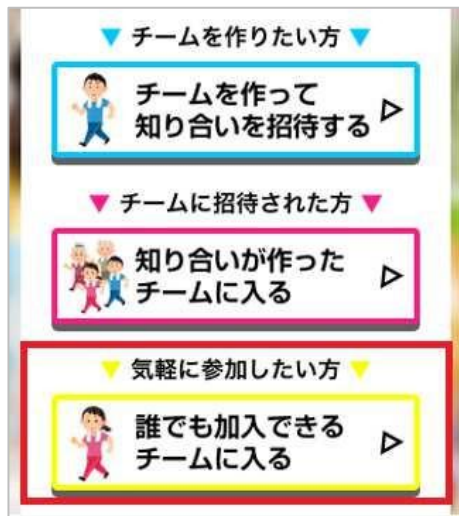 ▼ チームを作りたい方 ▼
チームを作って
知り合いを招待する
▼ チームに招待された方 ▼
知り合いが作った
チームに入る
▼ 気軽に参加したい方 ▼
誰でも加入できる
チームに入る